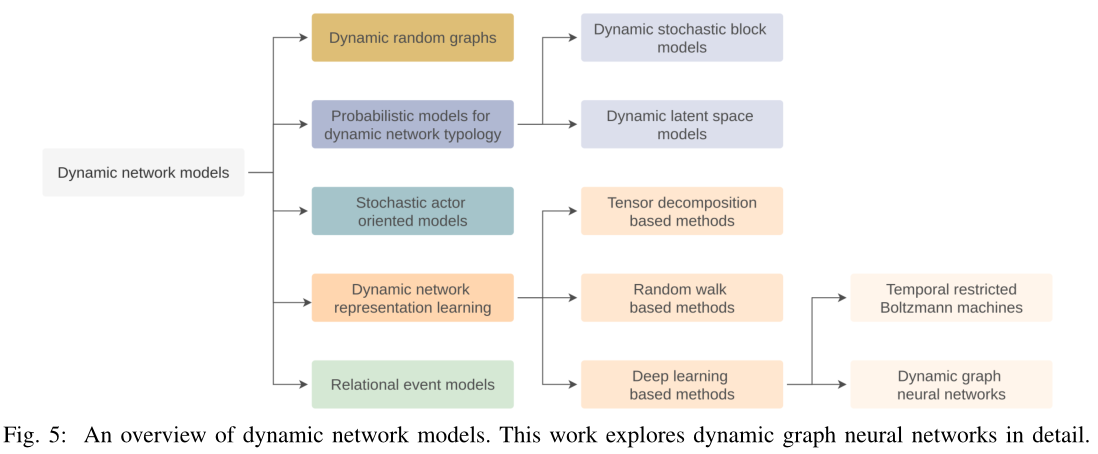 Dynamic network models
Dynamic random graphs
Probabilistic models for
dynamic network typology
Stochastic actor
oriented models
Dynamic network
representation learning
Relational event models
Dynamic stochastic block
models
Dynamic latent space
models
Tensor decomposition
based methods
Random walk
based methods
Deep learning
based methods
Temporal restricted
Boltzmann machines
Dynamic graph
neural networks
Fig. 5: An overview of dynamic network models. This work explores dynamic graph neural networks in detail.